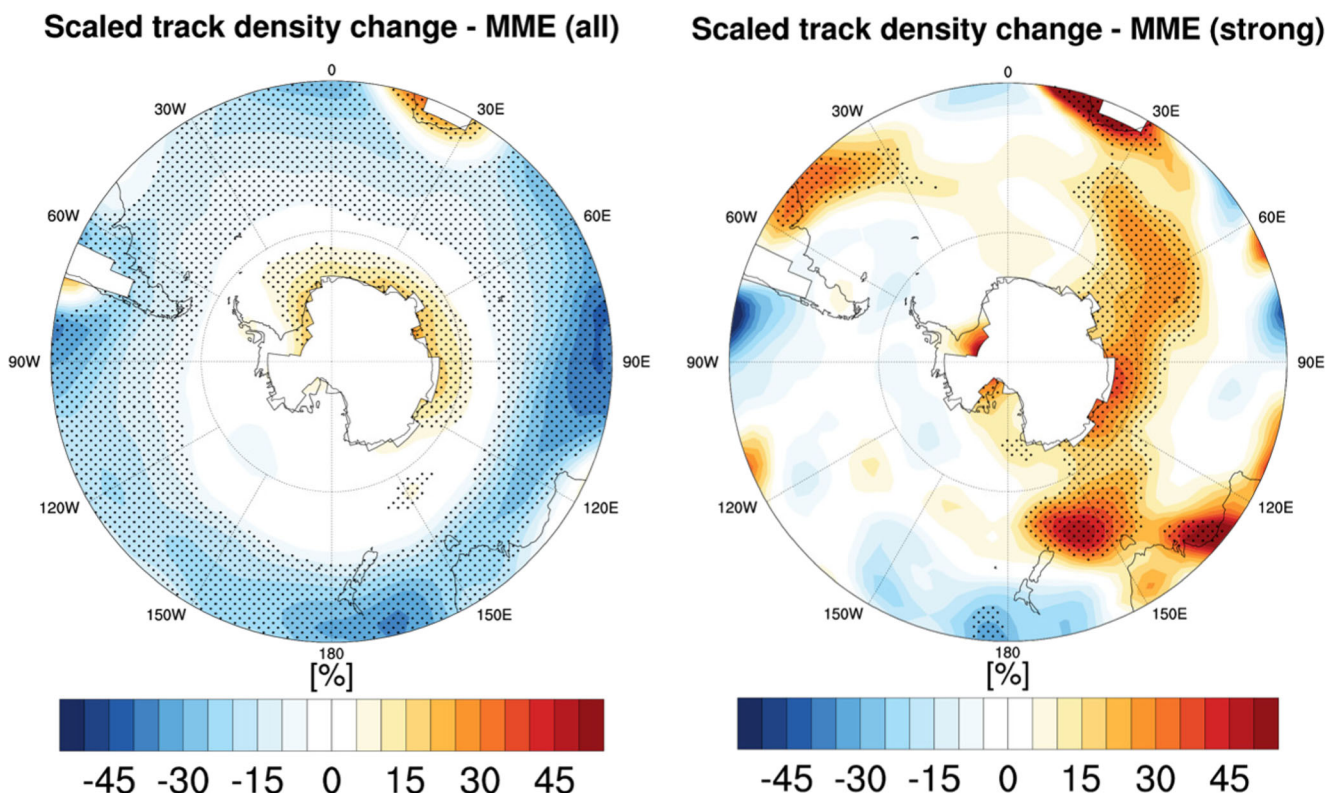 Scaled track density change - MME (all)
0
30W
30E
60W
60E
90W
90E
120W
120E
150W
150E
180
[%]
-45 -30 -15 0 15 30 45
Scaled track density change - MME (strong)
0
30W
30E
60W
60E
90W
90E
120W
120E
150W
150E
180
[%]
-45 -30 -15 0 15 30 45